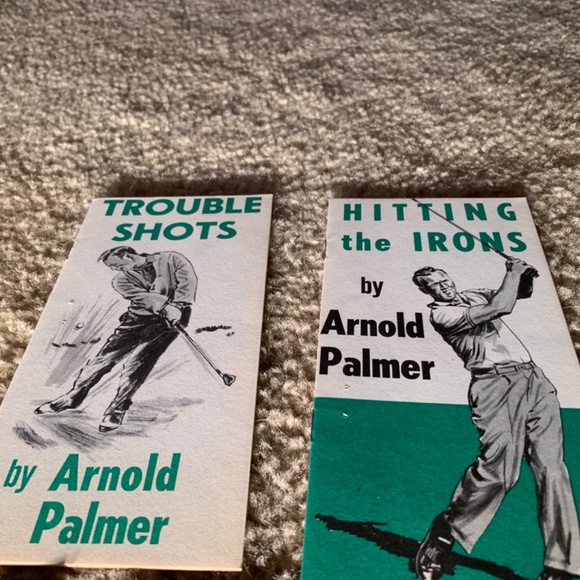 TROUBLE
SHOTS
by Arnold
Palmer
HITTING
the IRONS
by
Arnold
Palmer